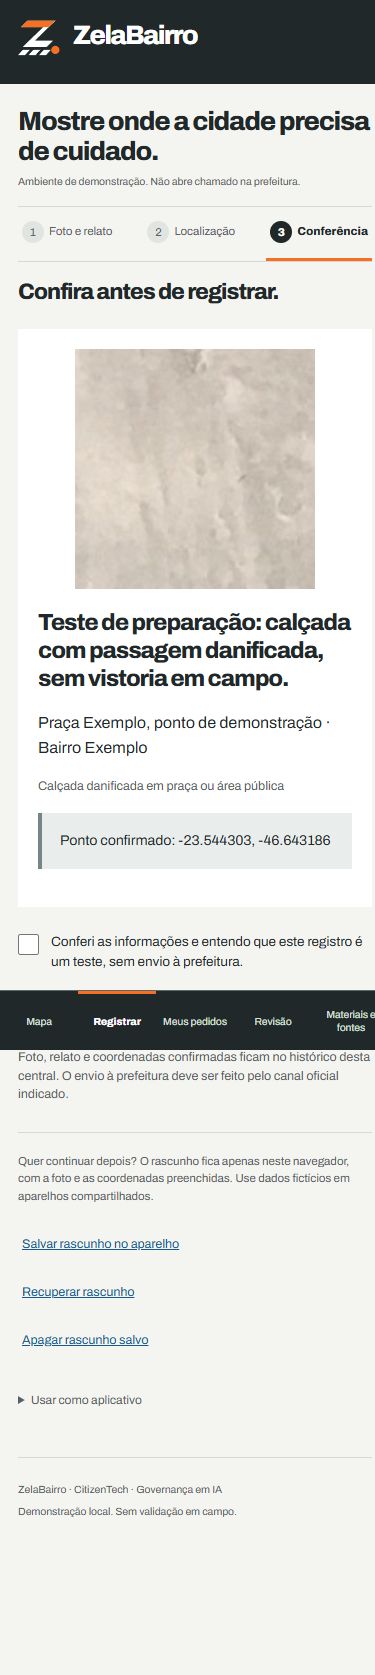 ZelaBairro
Mostre onde a cidade precisa
de cuidado.
Ambiente de demonstração. Não abre chamado na prefeitura.
1 Foto e relato
2 Localização
3 Conferência
Confira antes de registrar.
Teste de preparação: calçada
com passagem danificada,
sem vistoria em campo.
Praça Exemplo, ponto de demonstração ·
Bairro Exemplo
Calçada danificada em praça ou área pública
Ponto confirmado: -23.544303, -46.643186
Conferi as informações e entendo que este registro é
um teste, sem envio à prefeitura.
Mapa
Registrar
Meus pedidos
Revisão
Materiais e
fontes
Foto, relato e coordenadas confirmadas ficam no histórico desta
central. O envio à prefeitura deve ser feito pelo canal oficial
indicado.
Quer continuar depois? O rascunho fica apenas neste navegador,
com a foto e as coordenadas preenchidas. Use dados fictícios em
aparelhos compartilhados.
Salvar rascunho no aparelho
Recuperar rascunho
Apagar rascunho salvo
Usar como aplicativo
ZelaBairro · CitizenTech · Governança em IA
Demonstração local. Sem validação em campo.